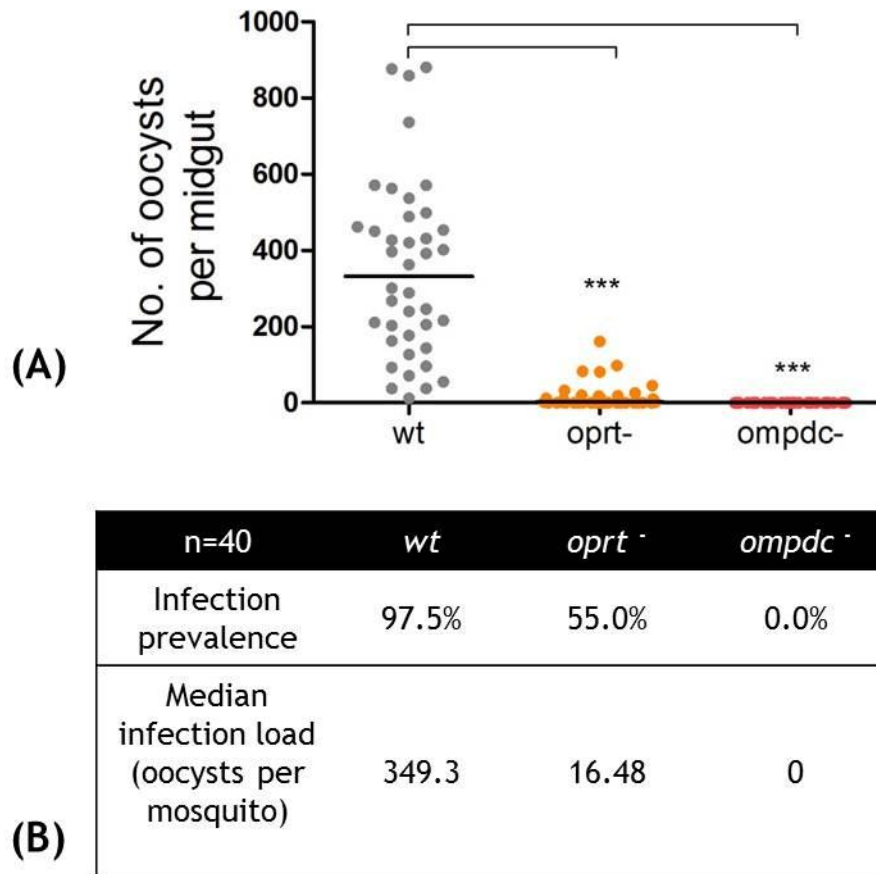 1000
800
600
400
200
0
No. of oocysts
per midgut
***
***
wt oprt- ompdc-
(A)
n=40 wt oprt - ompdc -
Infection
prevalence
97.5% 55.0% 0.0%
Median
infection load
(oocysts per
mosquito)
349.3 16.48 0
(B)